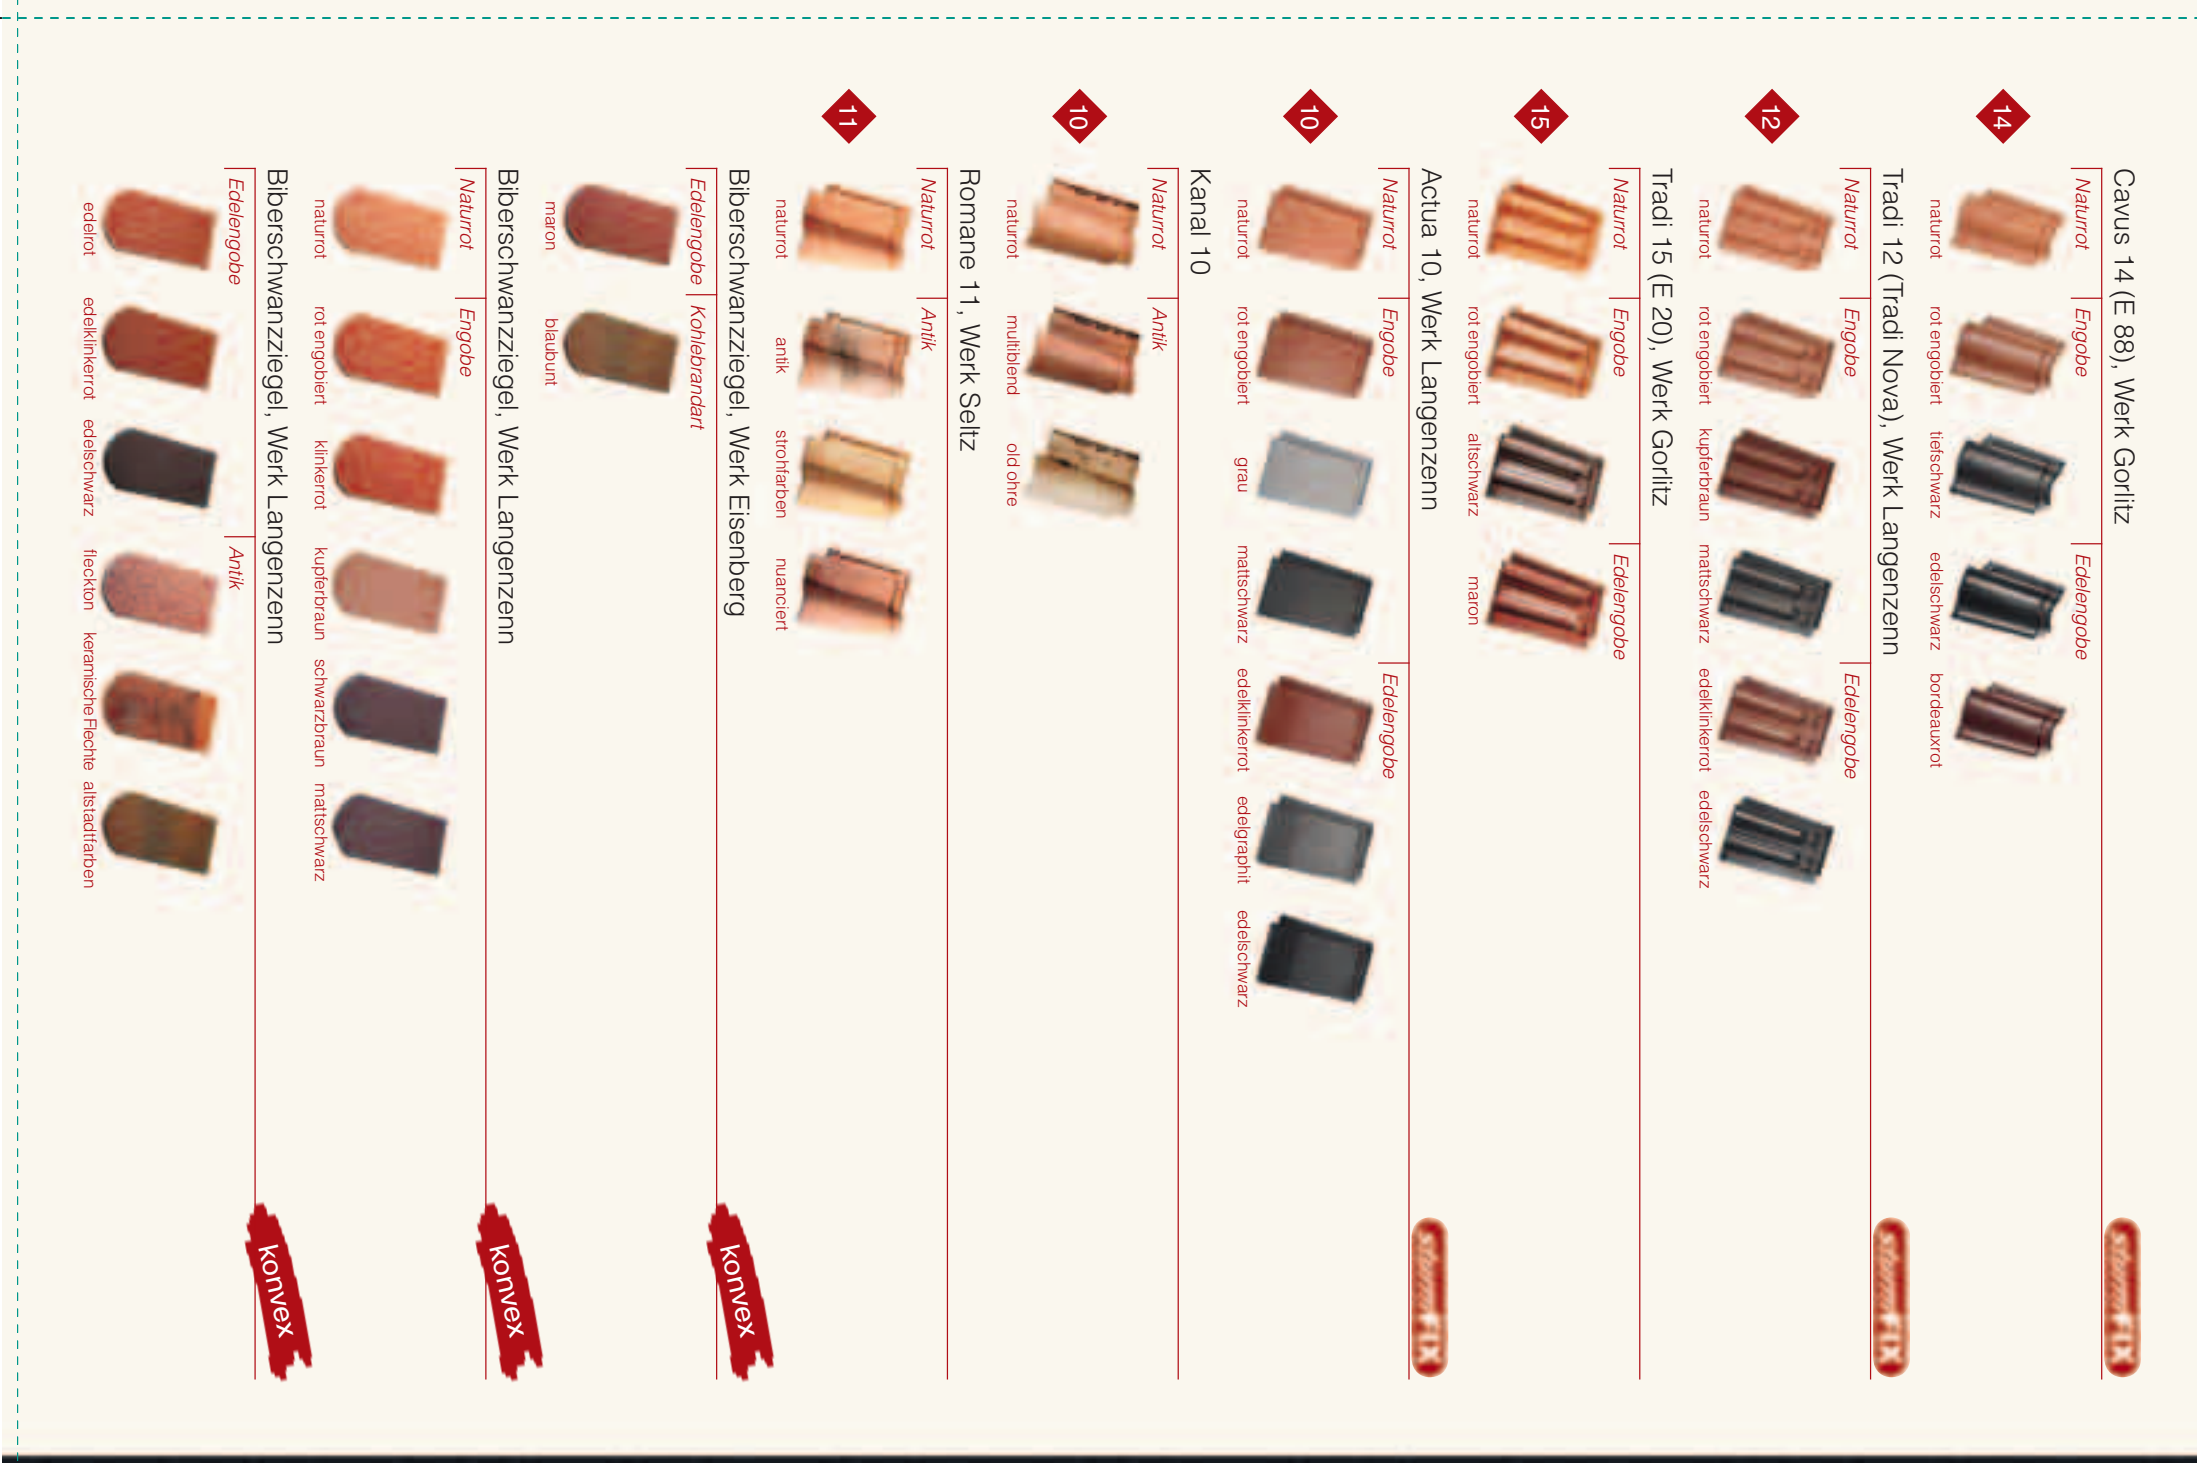 Cavus 14 (E 88), Werk Gorlitz
sturmFIX
14
Naturrot Engobe Edelengobe
naturrot rot engobiert tiefschwarz edelschwarz bordeauxrot
Tradi 12 (Tradi Nova), Werk Langenzenn
sturmFIX
12
Naturrot Engobe Edelengobe
naturrot rot engobiert kupferbraun mattschwarz edelklinkerrot edelschwarz
Tradi 15 (E 20), Werk Gorlitz
15
Naturrot Engobe Edelengobe
naturrot rot engobiert altschwarz maron
Actua 10, Werk Langenzenn
sturmFIX
10
Naturrot Engobe Edelengobe
naturrot rot engobiert grau mattschwarz edelklinkerrot edelgraphit edelschwarz
Kanal 10
10
Naturrot Antik
naturrot multiblend old ohre
Romane 11, Werk Seltz
11
Naturrot Antik
naturrot antik strohfarben nuanciert
Biberschwanzziegel, Werk Eisenberg
konvex
Edelengobe Kohlebrandart
maron blaubunt
Biberschwanzziegel, Werk Langenzenn
konvex
Naturrot Engobe
naturrot rot engobiert klinkerrot kupferbraun schwarzbraun mattschwarz
Biberschwanzziegel, Werk Langenzenn
konvex
Edelengobe Antik
edelrot edelklinkerrot edelschwarz fleckton keramische Flechte altstadtfarben